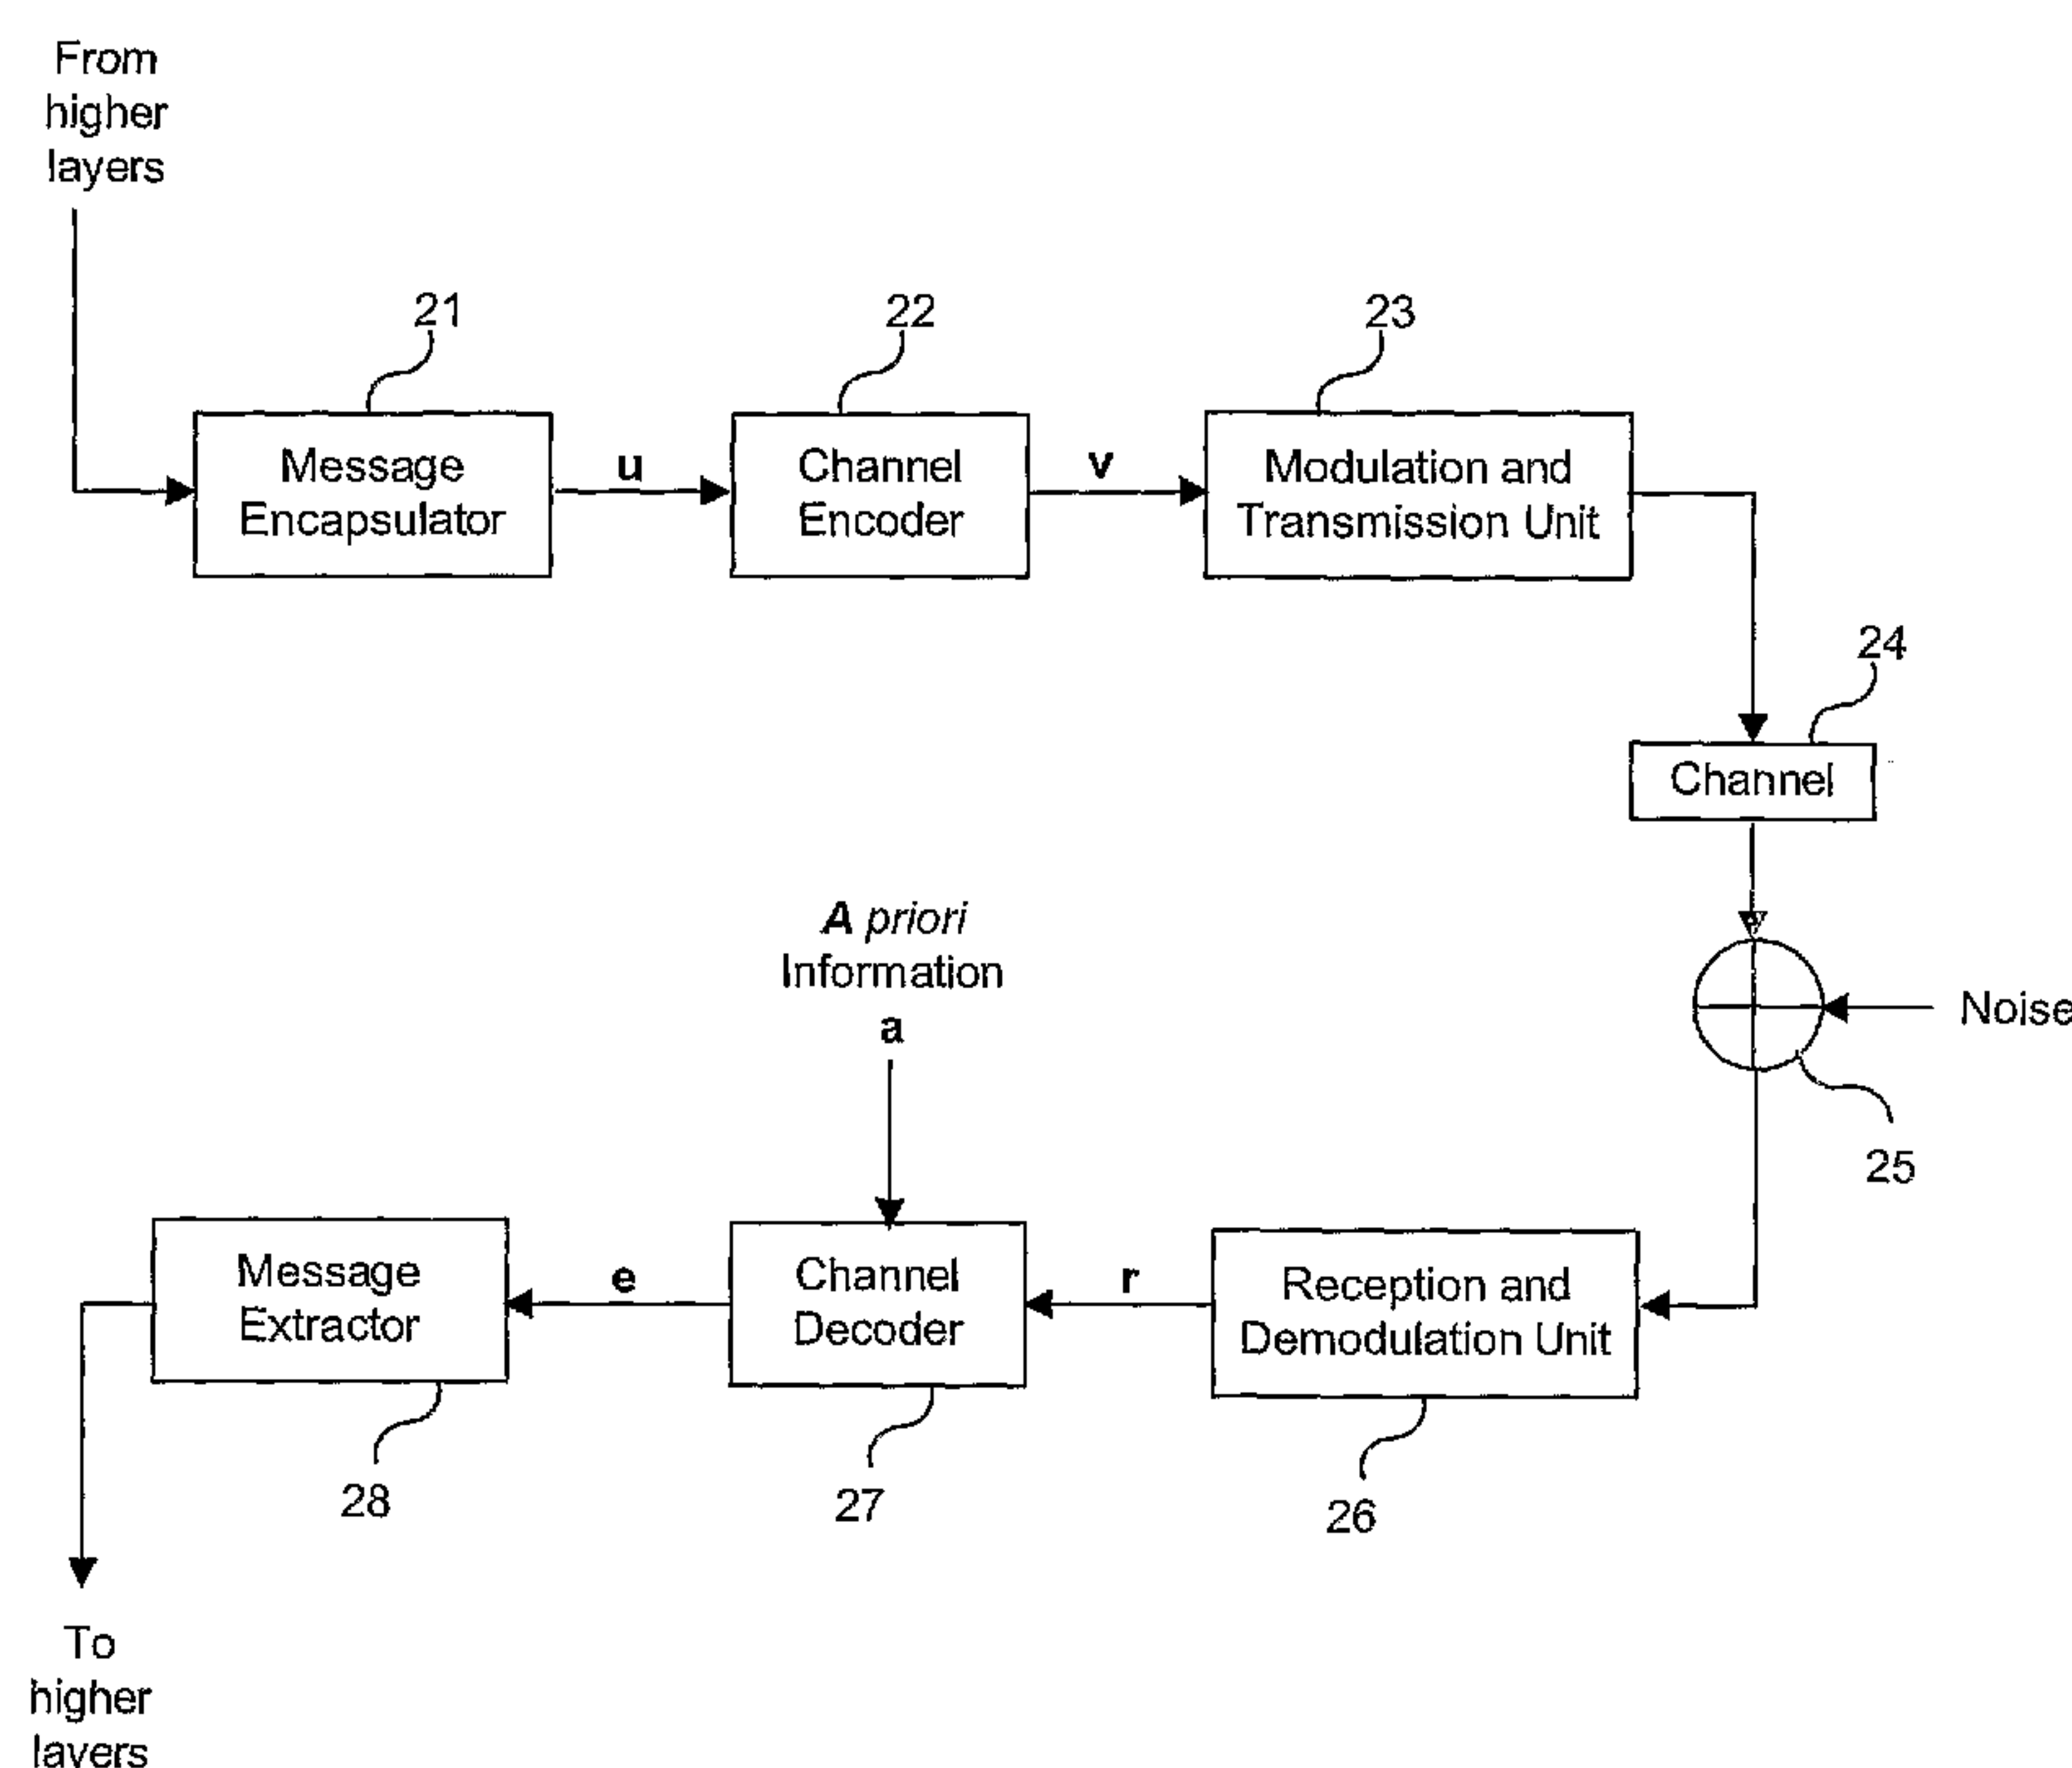 From
higher
layers
21
22
23
Message
Encapsulator
u
Channel
Encoder
v
Modulation and
Transmission Unit
24
Channel
A priori
Information
a
Noise
25
Message
Extractor
e
Channel
Decoder
r
Reception and
Demodulation Unit
28
27
26
To
higher
layers